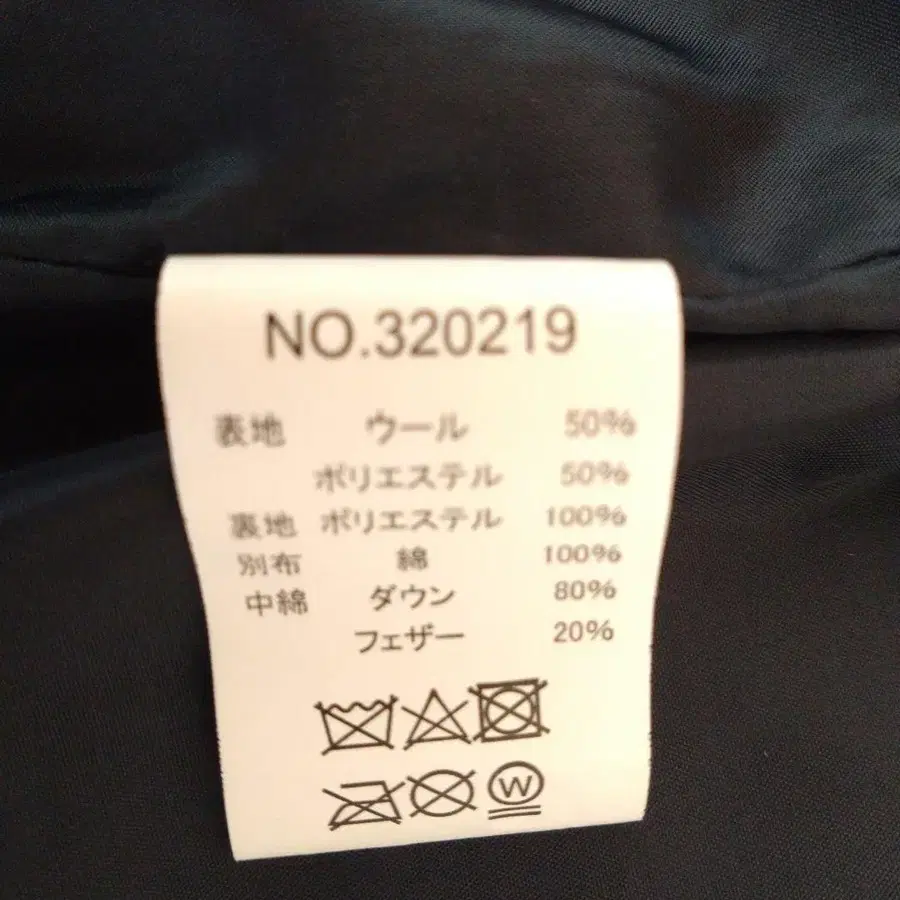 NO.320219
表地 ウール 50%
ポリエステル 50%
裏地 ポリエステル 100%
別布 綿 100%
中綿 ダウン 80%
フェザー 20%
W